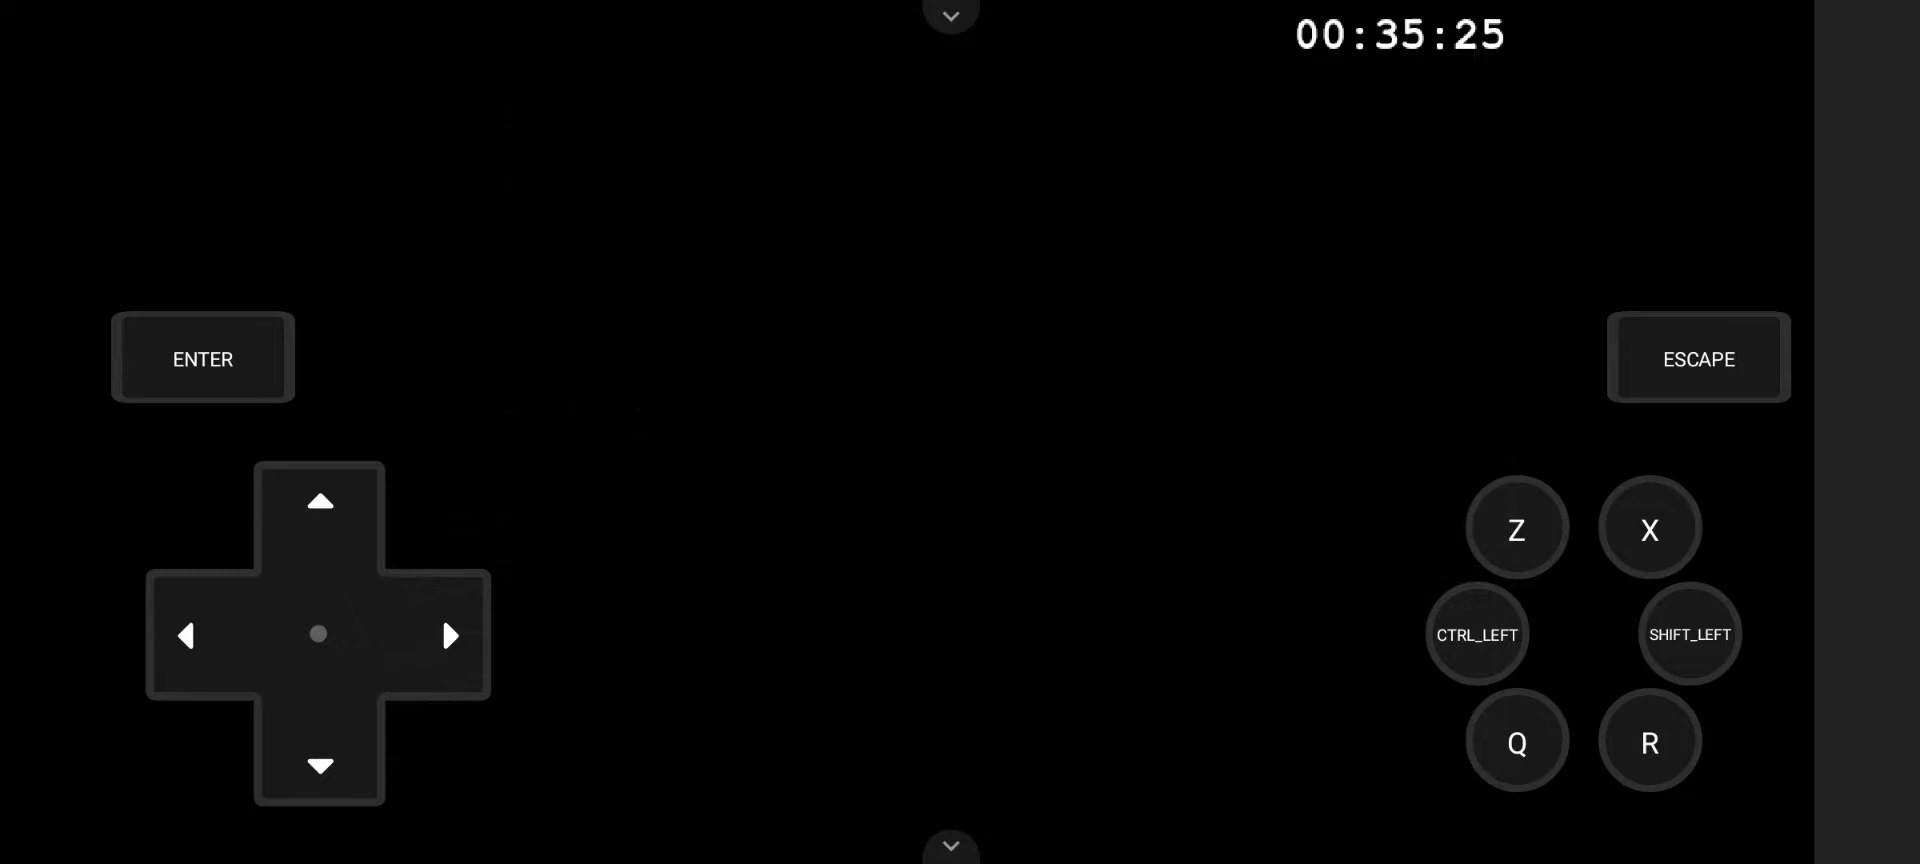 00:35:25
ENTER
ESCAPE
Z
X
CTRL_LEFT
SHIFT_LEFT
Q
R